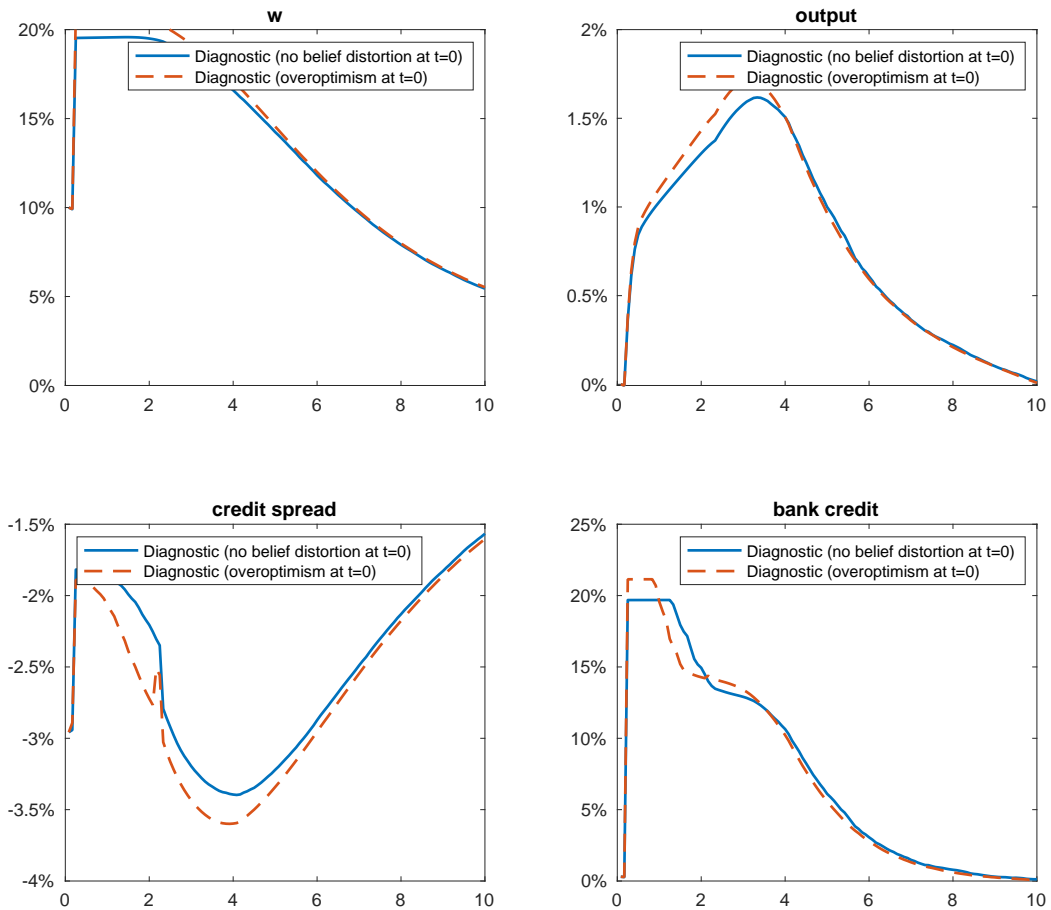 w
20%
15%
10%
5%
0%
0 2 4 6 8 10
Diagnostic (no belief distortion at t=0)
Diagnostic (overoptimism at t=0)
output
2%
1.5%
1%
0.5%
0%
0 2 4 6 8 10
Diagnostic (no belief distortion at t=0)
Diagnostic (overoptimism at t=0)
credit spread
-1.5%
-2%
-2.5%
-3%
-3.5%
-4%
0 2 4 6 8 10
Diagnostic (no belief distortion at t=0)
Diagnostic (overoptimism at t=0)
bank credit
25%
20%
15%
10%
5%
0%
0 2 4 6 8 10
Diagnostic (no belief distortion at t=0)
Diagnostic (overoptimism at t=0)